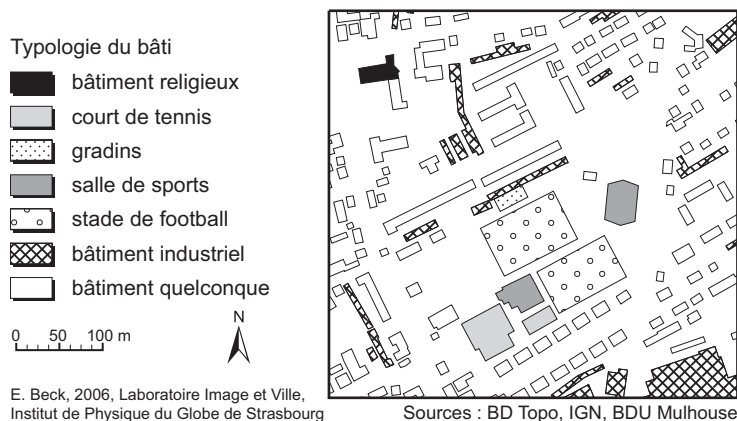 Typologie du bâti
bâtiment religieux
court de tennis
gradins
salle de sports
stade de football
bâtiment industriel
bâtiment quelconque
0 50 100 m
N
E. Beck, 2006, Laboratoire Image et Ville,
Institut de Physique du Globe de Strasbourg
Sources : BD Topo, IGN, BDU Mulhouse